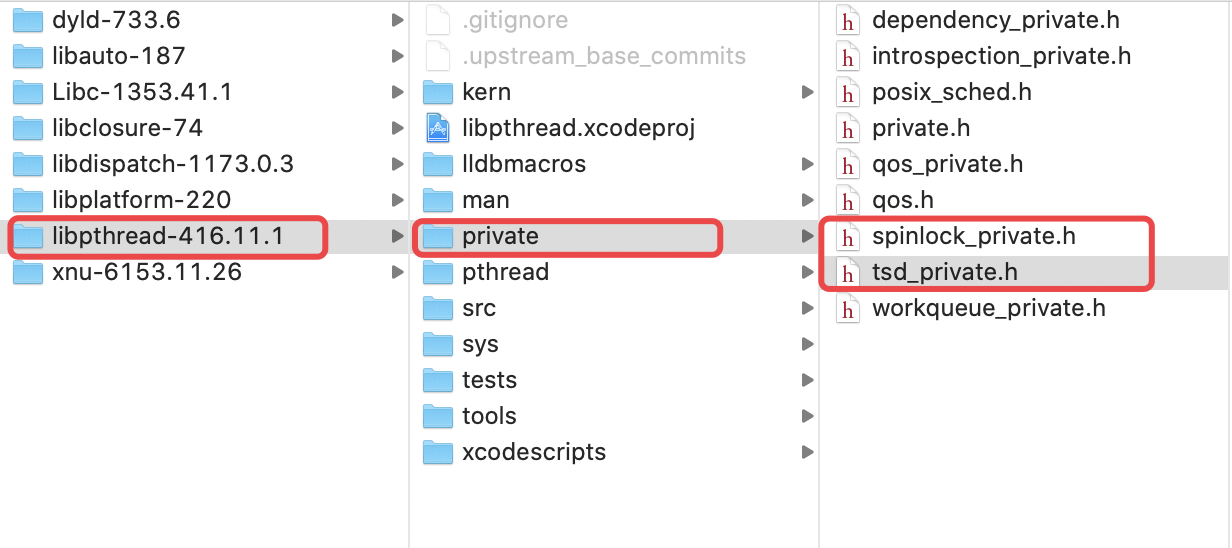 dyld-733.6
libauto-187
Libc-1353.41.1
libclosure-74
libdispatch-1173.0.3
libplatform-220
libpthread-416.11.1
xnu-6153.11.26
.gitignore
.upstream_base_commits
kern
libpthread.xcodeproj
lldbmacros
man
private
pthread
src
sys
tests
tools
xcodescripts
h dependency_private.h
h introspection_private.h
h posix_sched.h
h private.h
h qos_private.h
h qos.h
h spinlock_private.h
h tsd_private.h
h workqueue_private.h